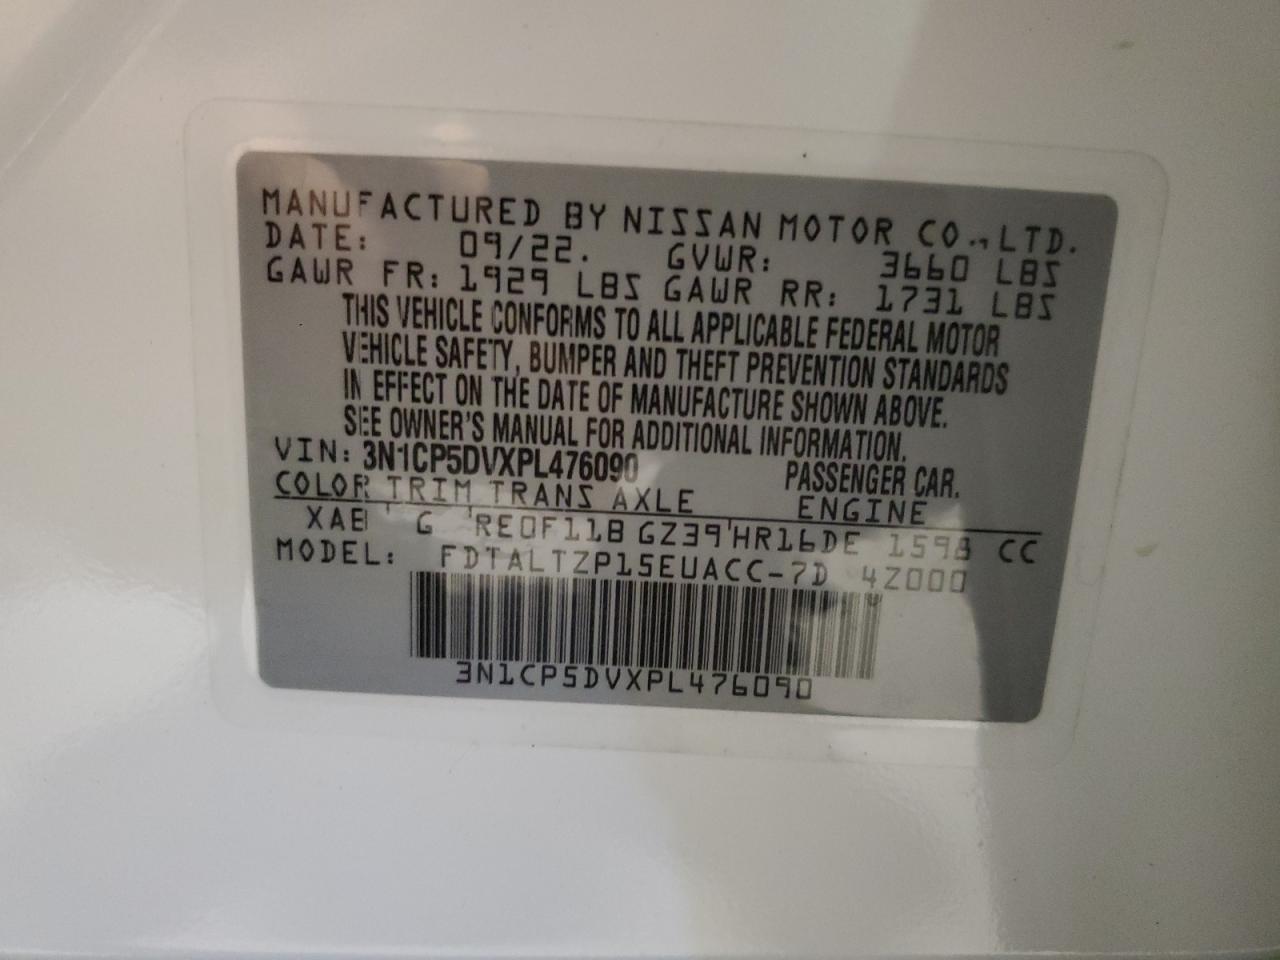 MANUFACTURED BY NISSAN MOTOR CO., LTD.
DATE: 09/22. GVWR: 3660 LBS
GAWR FR: 1929 LBS GAWR RR: 1731 LBS
THIS VEHICLE CONFORMS TO ALL APPLICABLE FEDERAL MOTOR
VEHICLE SAFETY, BUMPER AND THEFT PREVENTION STANDARDS
IN EFFECT ON THE DATE OF MANUFACTURE SHOWN ABOVE.
SEE OWNER'S MANUAL FOR ADDITIONAL INFORMATION.
VIN: 3N1CP5DVXPL476090 PASSENGER CAR.
COLOR TRIM TRANS AXLE ENGINE
XAB G RE0F11B GZ39 HR16DE 1598 CC
MODEL: FDTALTZP15EUACC-7D 4Z000
3N1CP5DVXPL476090